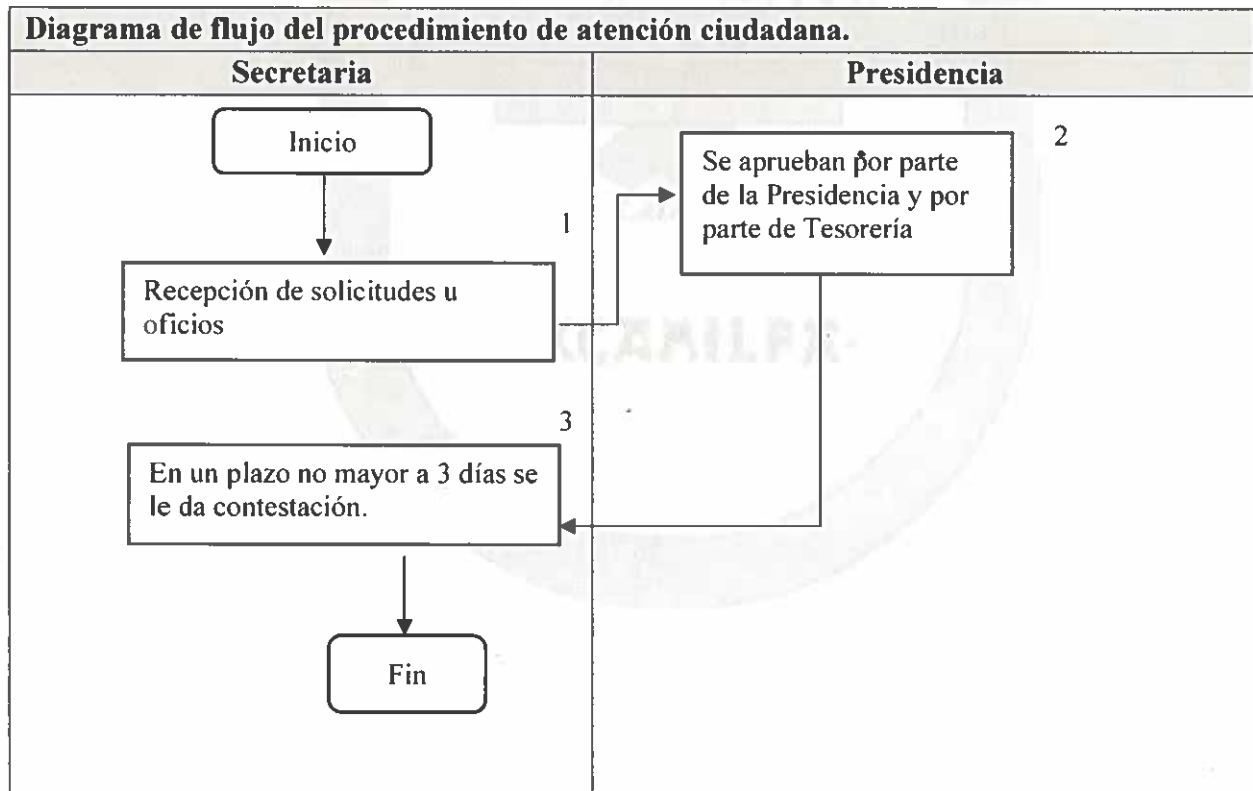 Diagrama de flujo del procedimiento de atención ciudadana.
Secretaria
Presidencia
Inicio
1
Recepción de solicitudes u
oficios
2
Se aprueban por parte
de la Presidencia y por
parte de Tesorería
3
En un plazo no mayor a 3 días se
le da contestación.
Fin